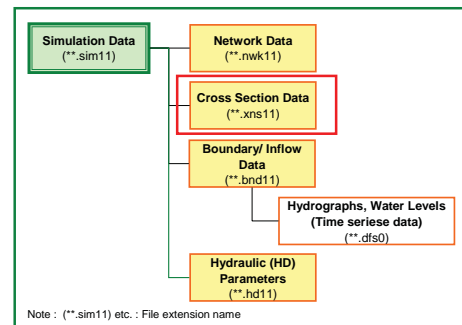 Simulation Data
(**.sim11)
Network Data
(**.nwk11)
Cross Section Data
(**.xns11)
Boundary/ Inflow
Data
(**.bnd11)
Hydrographs, Water Levels
(Time seriese data)
(**.dfs0)
Hydraulic (HD)
Parameters
(**.hd11)
Note : (**.sim11) etc. : File extension name